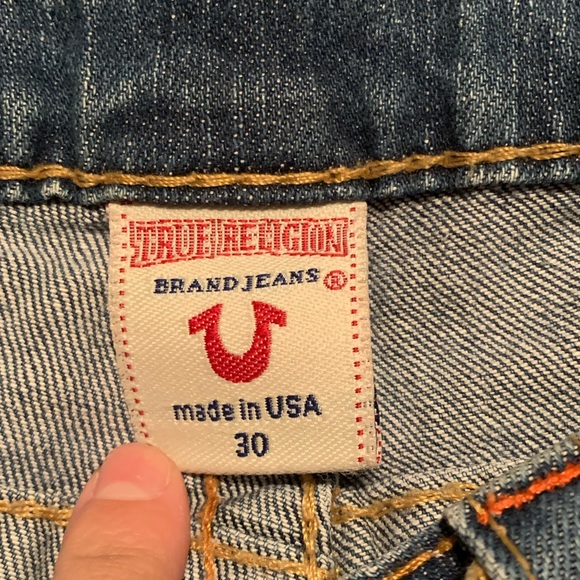 TRUE RELIGION
BRAND JEANS ®
made in USA
30